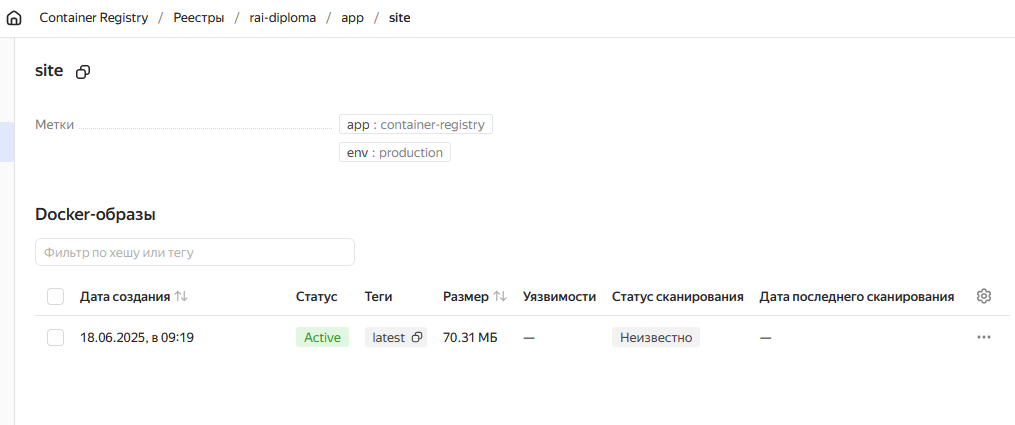 Container Registry / Реестры / rai-diploma / app / site
site
Метки app : container-registry
env : production
Docker-образы
Фильтр по хешу или тегу
Дата создания Статус Теги Размер Уязвимости Статус сканирования Дата последнего сканирования
18.06.2025, в 09:19 Active latest 70.31 МБ — Неизвестно —